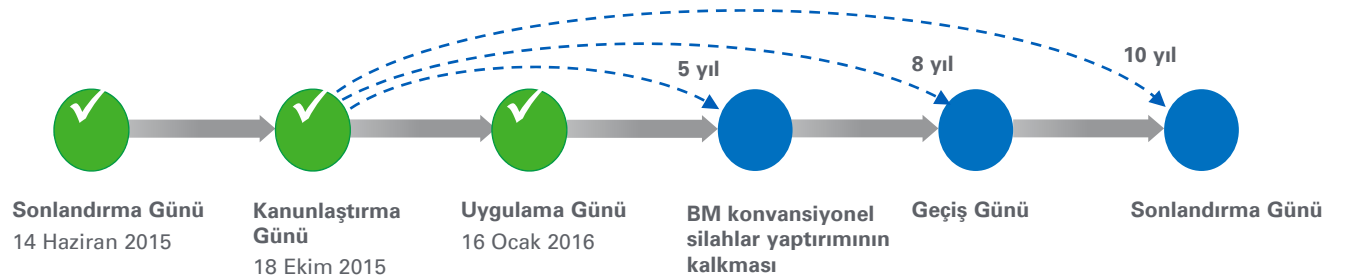 5 yıl
8 yıl
10 yıl
Sonlandırma Günü
14 Haziran 2015
Kanunlaştırma
Günü
18 Ekim 2015
Uygulama Günü
16 Ocak 2016
BM konvansiyonel
silahlar yaptırımının
kalkması
Geçiş Günü
Sonlandırma Günü